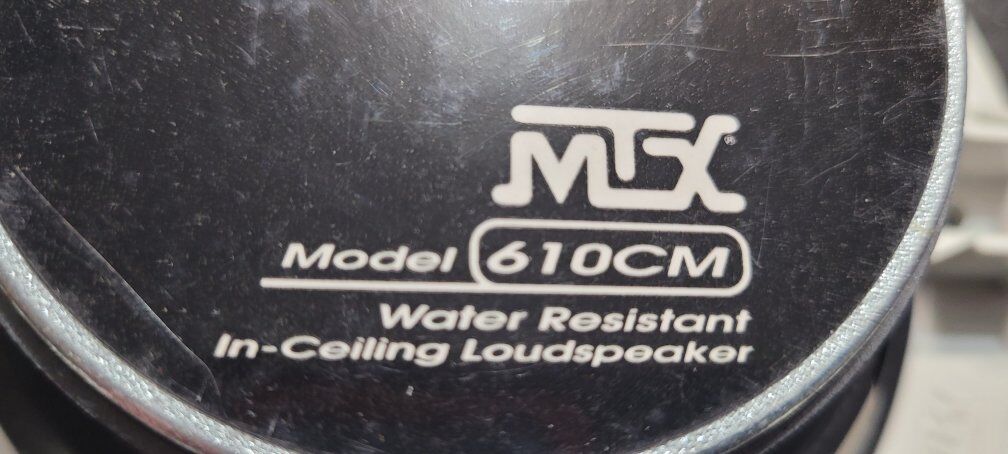 MTX®
Model 610CM
Water Resistant
In-Ceiling Loudspeaker